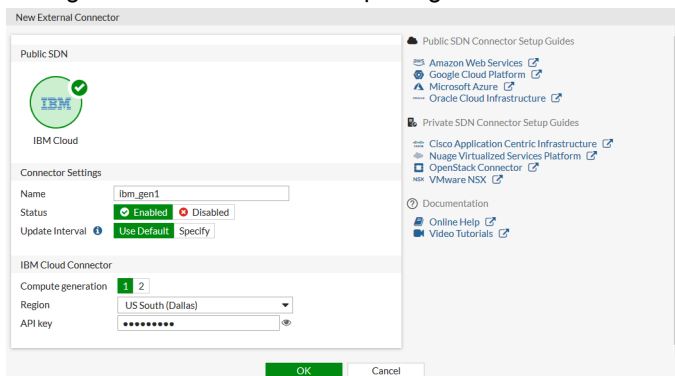 New External Connector
Public SDN
IBM
IBM Cloud
Connector Settings
Name ibm_gen1
Status Enabled Disabled
Update Interval Use Default Specify
IBM Cloud Connector
Compute generation 1 2
Region US South (Dallas)
API key •••••••••
OK Cancel
Public SDN Connector Setup Guides
aws Amazon Web Services
Google Cloud Platform
Microsoft Azure
Oracle Cloud Infrastructure
Private SDN Connector Setup Guides
Cisco Application Centric Infrastructure
Nuage Virtualized Services Platform
OpenStack Connector
NSX VMware NSX
Documentation
Online Help
Video Tutorials